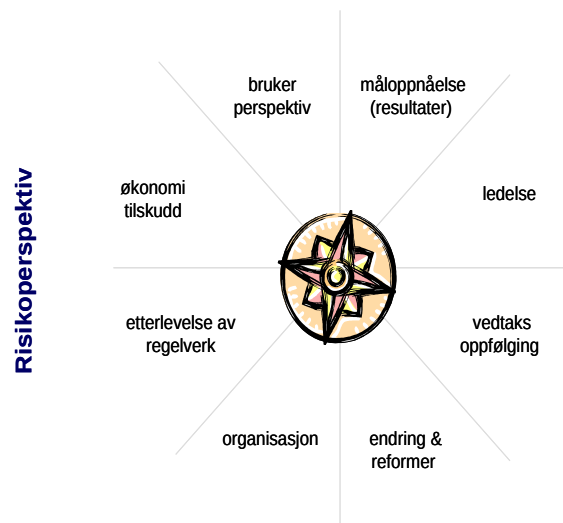 Risikoperspektiv
bruker
perspektiv
måloppnåelse
(resultater)
økonomi
tilskudd
ledelse
etterlevelse av
regelverk
vedtaks
oppfølging
organisasjon
endring &
reformer